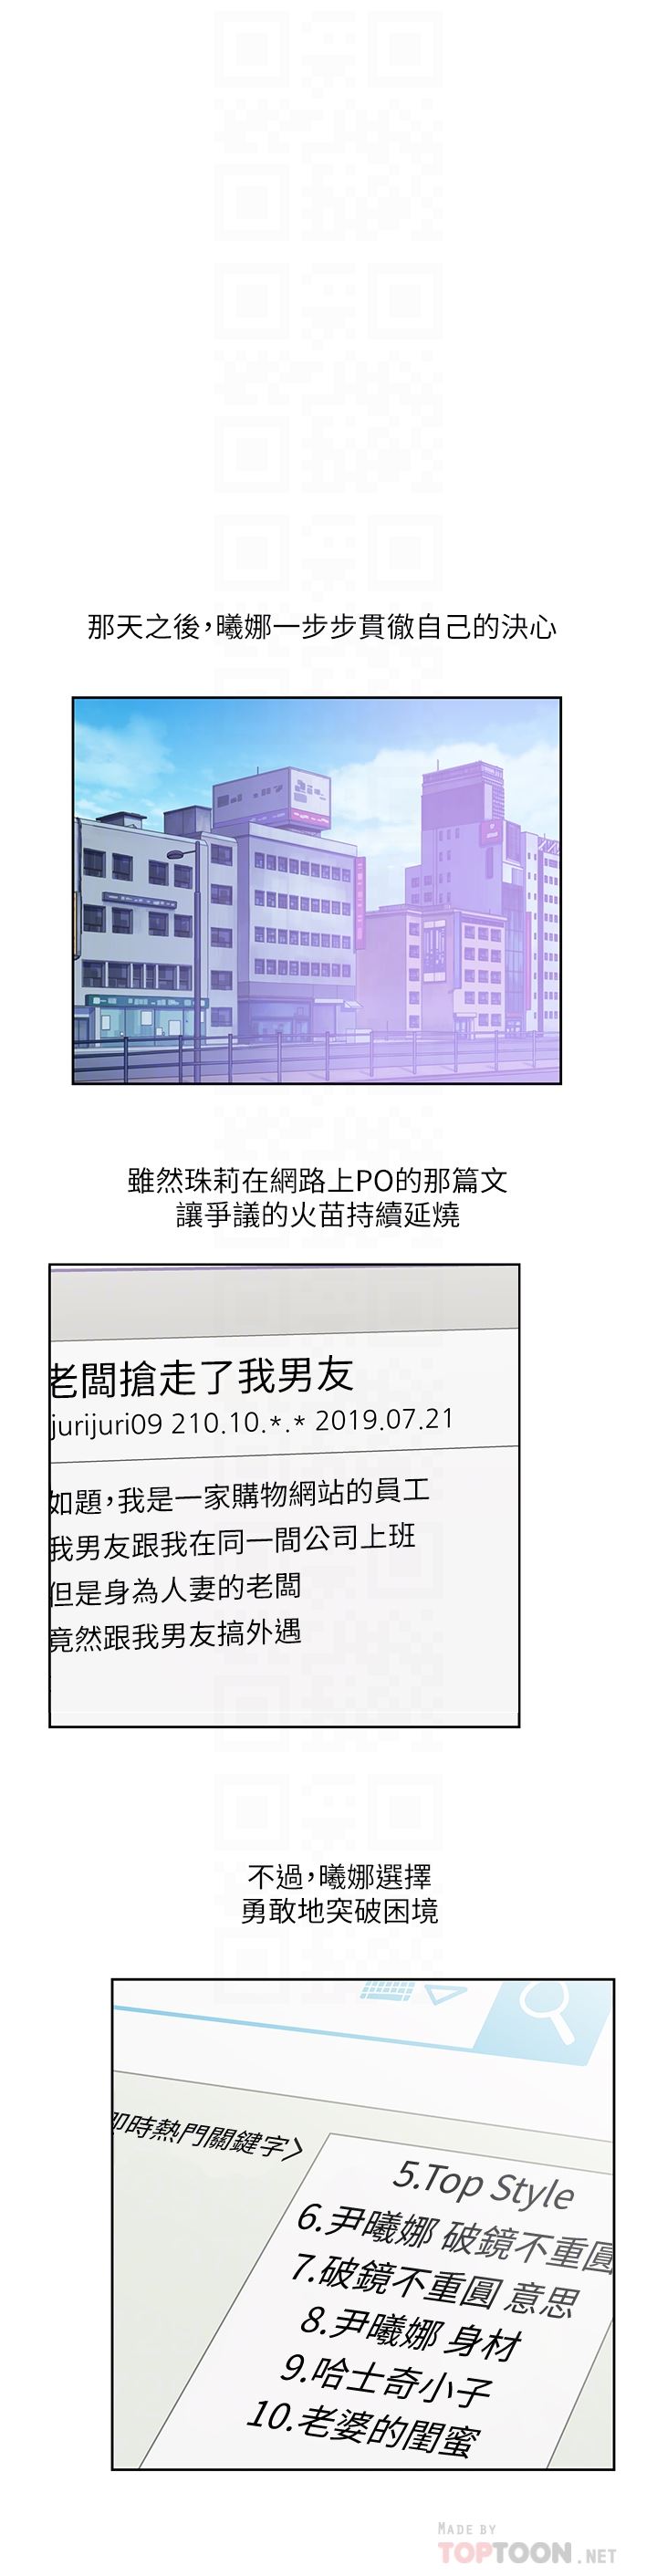 那天之後，曦娜一步步貫徹自己的決心
雖然珠莉在網路上PO的那篇文
讓爭議的火苗持續延燒
老闆搶走了我男友
jurijuri09 210.10.*.* 2019.07.21
如題，我是一家購物網站的員工
我男友跟我在同一間公司上班
但是身為人妻的老闆
竟然跟我男友搞外遇
不過，曦娜選擇
勇敢地突破困境
即時熱門關鍵字>
5.Top Style
6.尹曦娜 破鏡不重圓
7.破鏡不重圓 意思
8.尹曦娜 身材
9.哈士奇小子
10.老婆的閨蜜
MADE BY
TOPTOON.NET